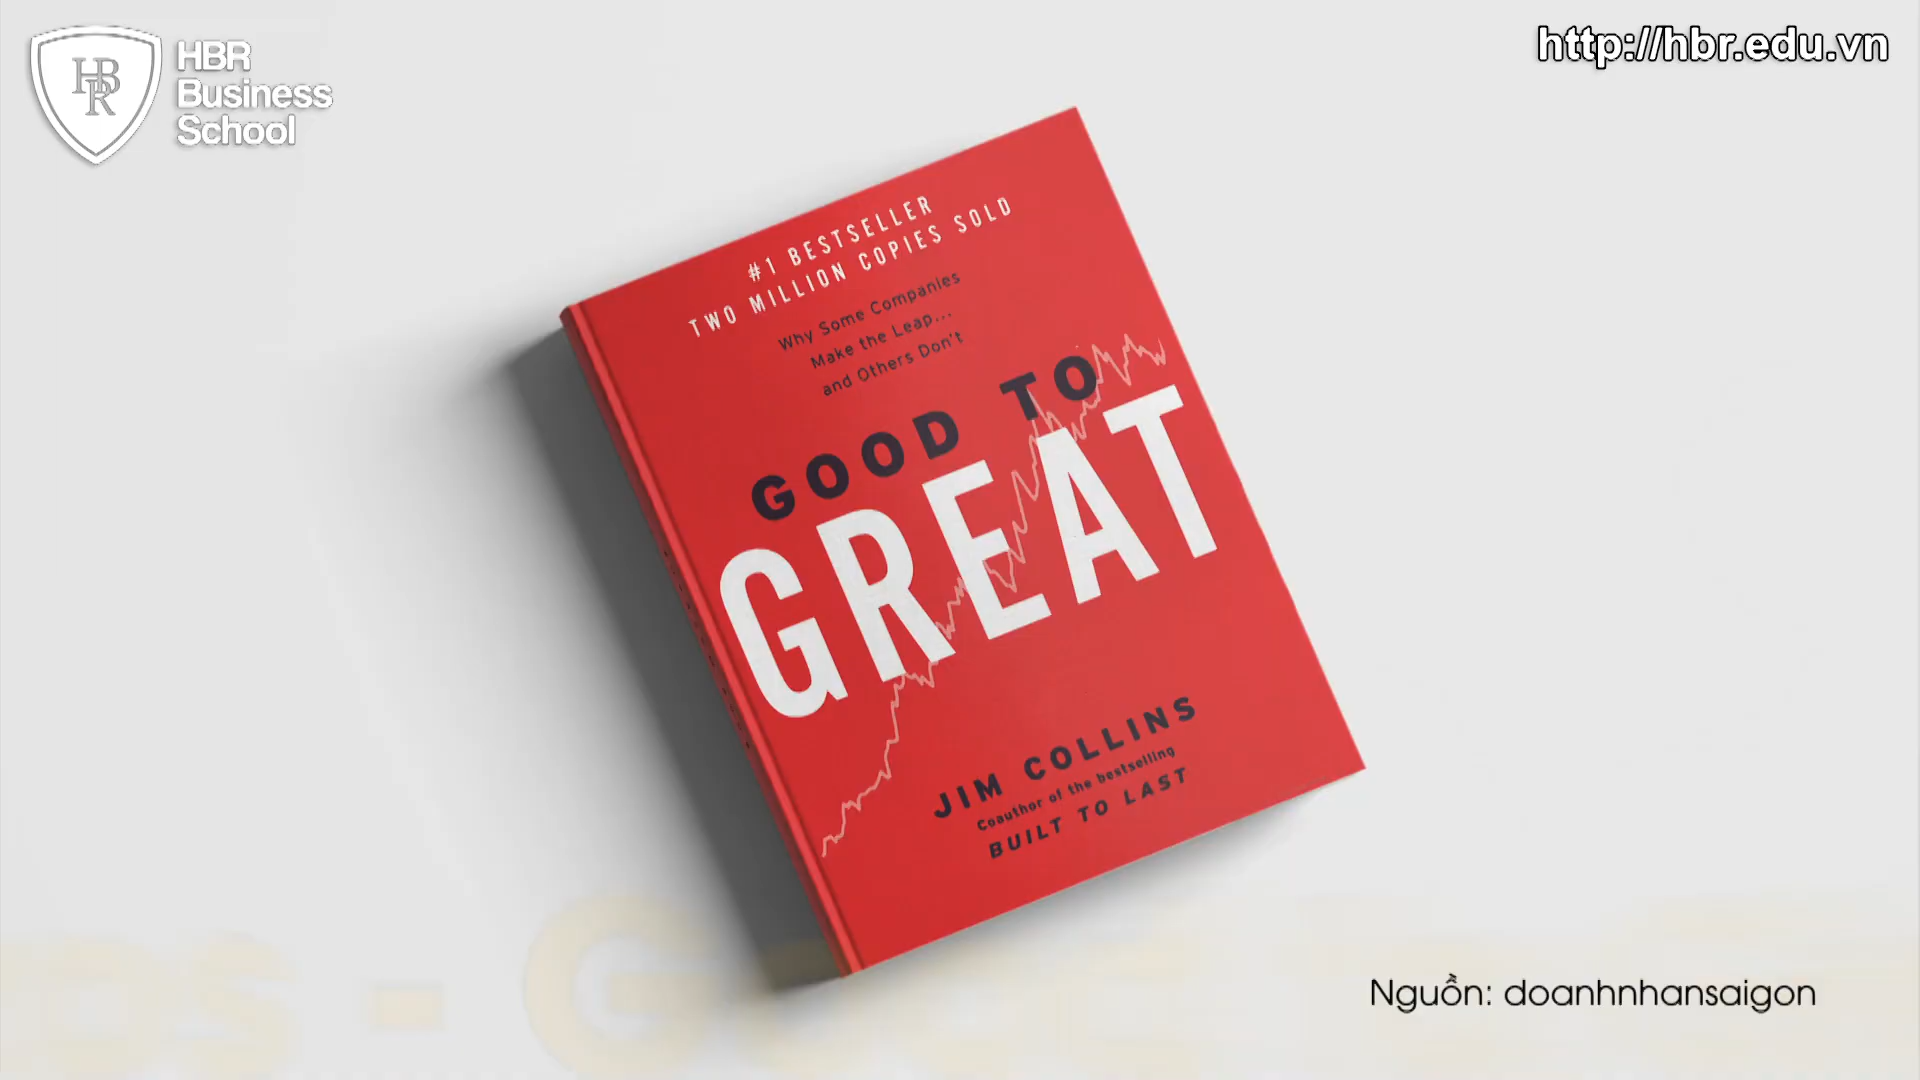 HBR
Business
School
HBR
http://hbr.edu.vn
#1 BESTSELLER
TWO MILLION COPIES SOLD
Why Some Companies
Make the Leap...
and Others Don't
GOOD TO
GREAT
JIM COLLINS
Coauthor of the bestselling
BUILT TO LAST
Nguồn: doanhnhansaigon